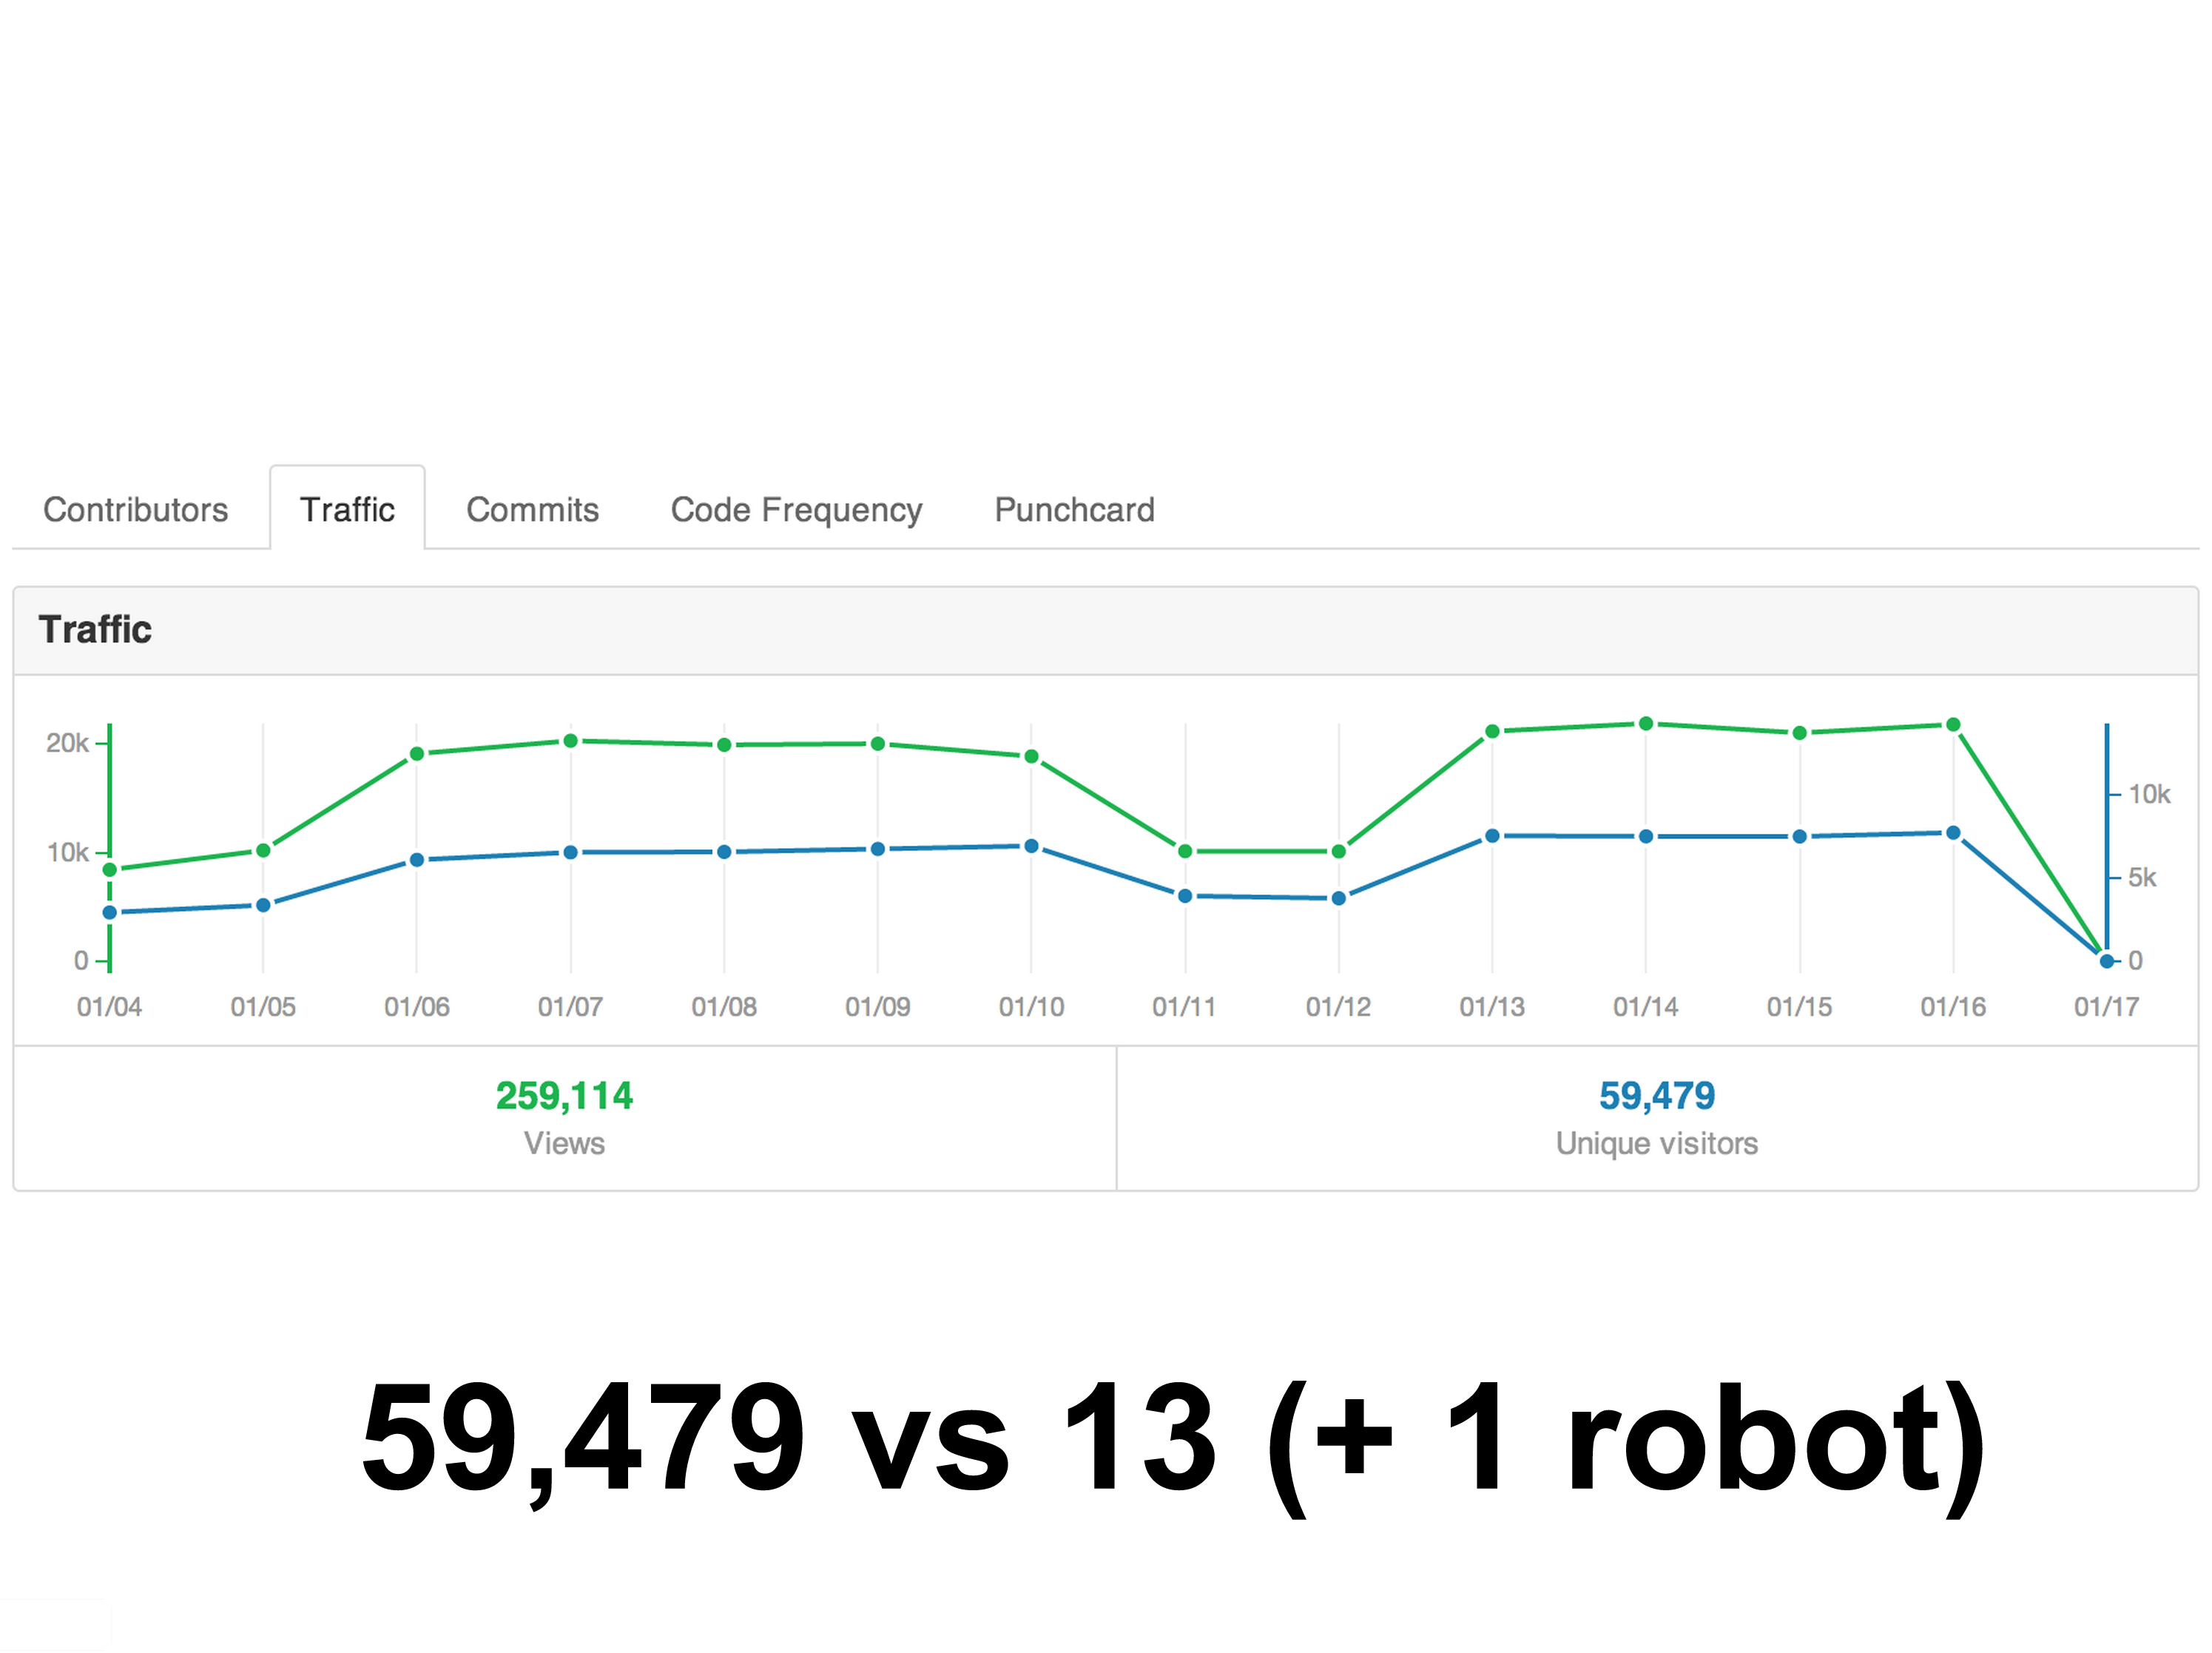 Contributors Traffic Commits Code Frequency Punchcard
Traffic
20k
10k
0
10k
5k
0
01/04 01/05 01/06 01/07 01/08 01/09 01/10 01/11 01/12 01/13 01/14 01/15 01/16 01/17
259,114
Views
59,479
Unique visitors
59,479 vs 13 (+ 1 robot)